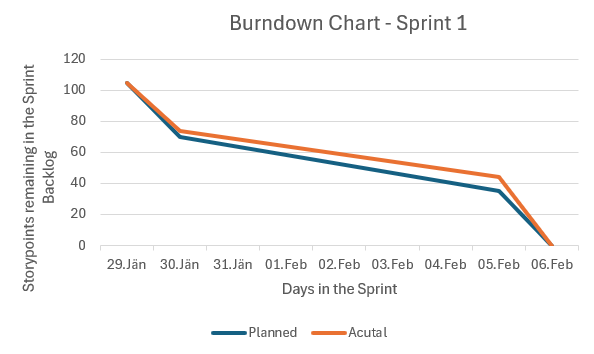 Burndown Chart - Sprint 1
Storypoints remaining in the Sprint
Backlog
120
100
80
60
40
20
0
29.Jän 30.Jän 31.Jän 01.Feb 02.Feb 03.Feb 04.Feb 05.Feb 06.Feb
Days in the Sprint
Planned Acutal